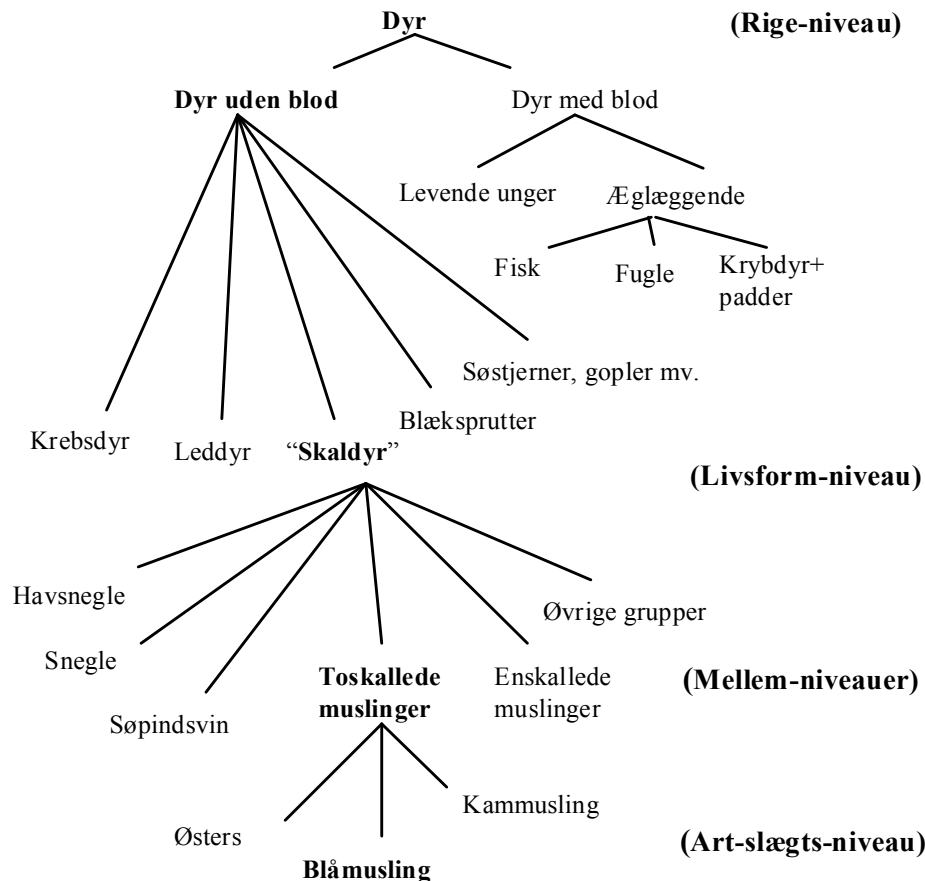 Dyr
(Rige-niveau)
Dyr uden blod
Dyr med blod
Levende unger
Æglæggende
Fisk
Fugle
Krybdyr+
padder
Søstjerner, gopler mv.
Blæksprutter
Krebsdyr
Leddyr
“Skaldyr”
(Livsform-niveau)
Havsnegle
Øvrige grupper
Snegle
Toskallede
muslinger
Enskallede
muslinger
(Mellem-niveauer)
Søpindsvin
Kammusling
Østers
(Art-slægts-niveau)
Blåmusling